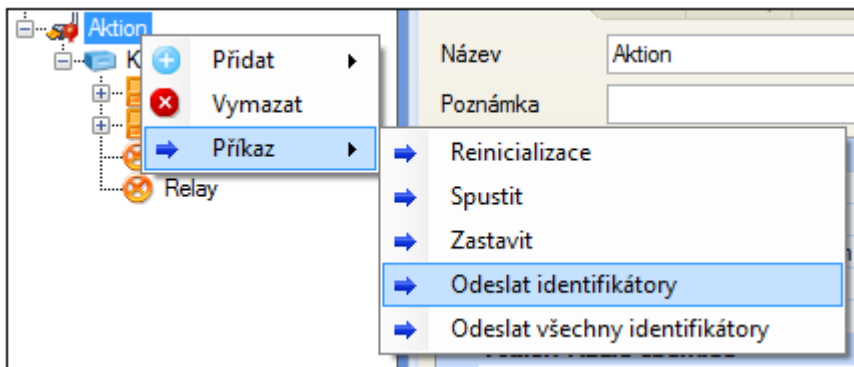 Aktion
Přidat
Vymazat
Příkaz
Relay
Název
Aktion
Poznámka
Reinicializace
Spustit
Zastavit
Odeslat identifikátory
Odeslat všechny identifikátory